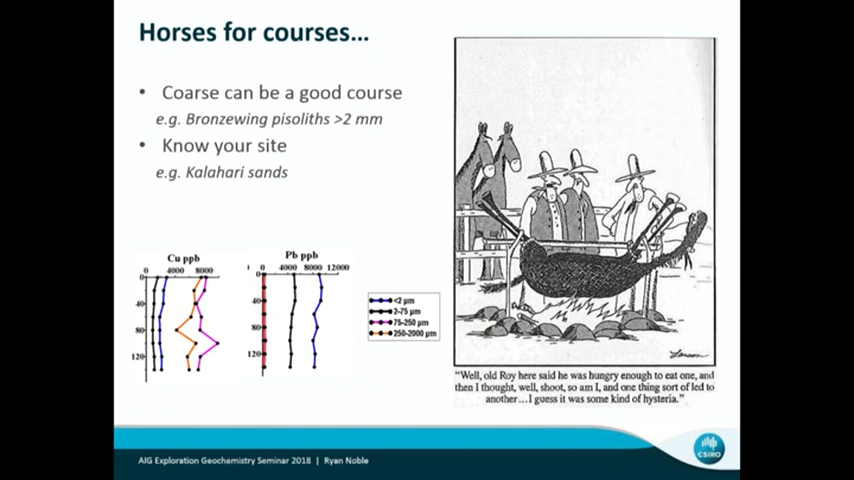 Horses for courses...
• Coarse can be a good course
e.g. Bronzewing pisoliths >2 mm
• Know your site
e.g. Kalahari sands
Cu ppb
0 4000 8000
0
40
80
120
Pb ppb
0 4000 8000 12000
0
40
80
120
<2 µm
2-75 µm
75-250 µm
250-2000 µm
Larson
"Well, old Roy here said he was hungry enough to eat one, and
then I thought, well, shoot, so am I, and one thing sort of led to
another...I guess it was some kind of hysteria."
AIG Exploration Geochemistry Seminar 2018 | Ryan Noble
CSIRO